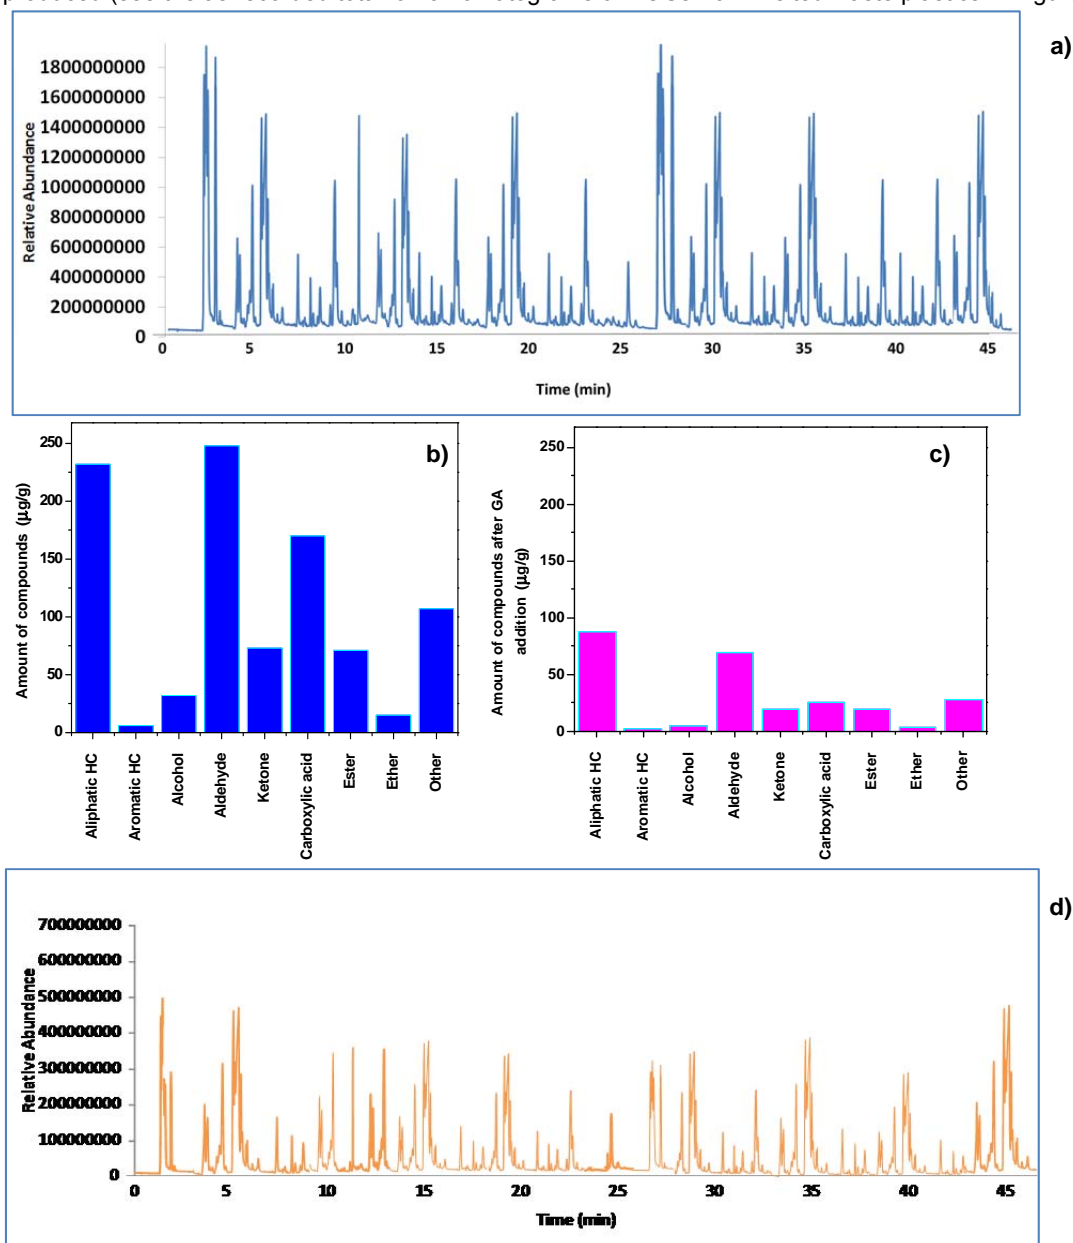 a)
Relative Abundance
1800000000
1600000000
1400000000
1200000000
1000000000
800000000
600000000
400000000
200000000
0
0 5 10 15 20 25 30 35 40 45
Time (min)
b)
Amount of compounds (µg/g)
250
200
150
100
50
0
Aliphatic HC
Aromatic HC
Alcohol
Aldehyde
Ketone
Carboxylic acid
Ester
Ether
Other
c)
Amount of compounds after GA
addition (µg/g)
250
200
150
100
50
0
Aliphatic HC
Aromatic HC
Alcohol
Aldehyde
Ketone
Carboxylic acid
Ester
Ether
Other
d)
Relative Abundance
700000000
600000000
500000000
400000000
300000000
200000000
100000000
0
0 5 10 15 20 25 30 35 40 45
Time (min)